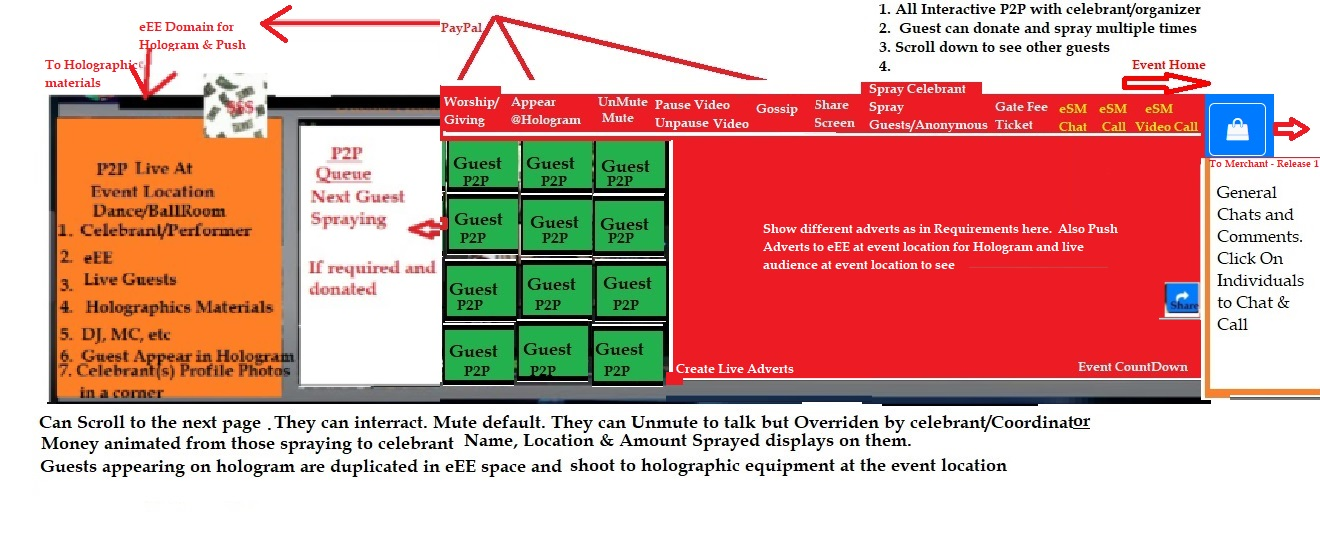 1. All Interactive P2P with celebrant/organizer
2. Guest can donate and spray multiple times
3. Scroll down to see other guests
4.
eEE Domain for
Hologram & Push
PayPal
To Holographics
materials
Event Home
$$$
Worship/
Giving
Appear
@Hologram
UnMute
Mute
Pause Video
Unpause Video
Gossip
Share
Screen
Spray Celebrant
Spray
Guests/Anonymous
Gate Fee
Ticket
eSM
Chat
eSM
Call
eSM
Video Call
To Merchant - Release 1
P2P Live At
Event Location
Dance/BallRoom
1. Celebrant/Performer
2. eEE
3. Live Guests
4. Holographics Materials
5. DJ, MC, etc
6. Guest Appear in Hologram
7. Celebrant(s) Profile Photos
in a corner
P2P
Queue
Next Guest
Spraying
If required and
donated
Guest
P2P
Guest
P2P
Guest
P2P
Guest
P2P
Guest
P2P
Guest
P2P
Guest
P2P
Guest
P2P
Guest
P2P
Guest
P2P
Guest
P2P
Guest
P2P
Show different adverts as in Requirements here. Also Push
Adverts to eEE at event location for Hologram and live
audience at event location to see
Share
Create Live Adverts
Event CountDown
General
Chats and
Comments.
Click On
Individuals
to Chat &
Call
Can Scroll to the next page . They can interract. Mute default. They can Unmute to talk but Overriden by celebrant/Coordinator
Money animated from those spraying to celebrant Name, Location & Amount Sprayed displays on them.
Guests appearing on hologram are duplicated in eEE space and shoot to holographic equipment at the event location